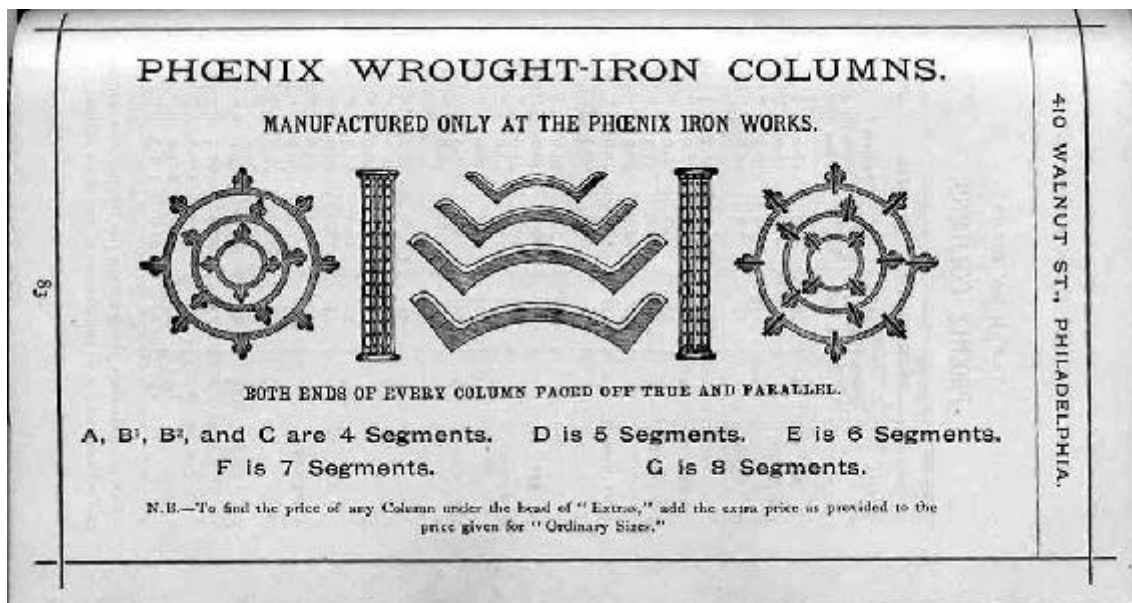 PHŒNIX WROUGHT-IRON COLUMNS.
MANUFACTURED ONLY AT THE PHŒNIX IRON WORKS.
BOTH ENDS OF EVERY COLUMN FACED OFF TRUE AND PARALLEL.
A, B¹, B², and C are 4 Segments. D is 5 Segments. E is 6 Segments.
F is 7 Segments. G is 8 Segments.
N.B.—To find the price of any Column under the head of "Extras," add the extra price as provided to the
price given for "Ordinary Sizes."
83
410 WALNUT ST., PHILADELPHIA.